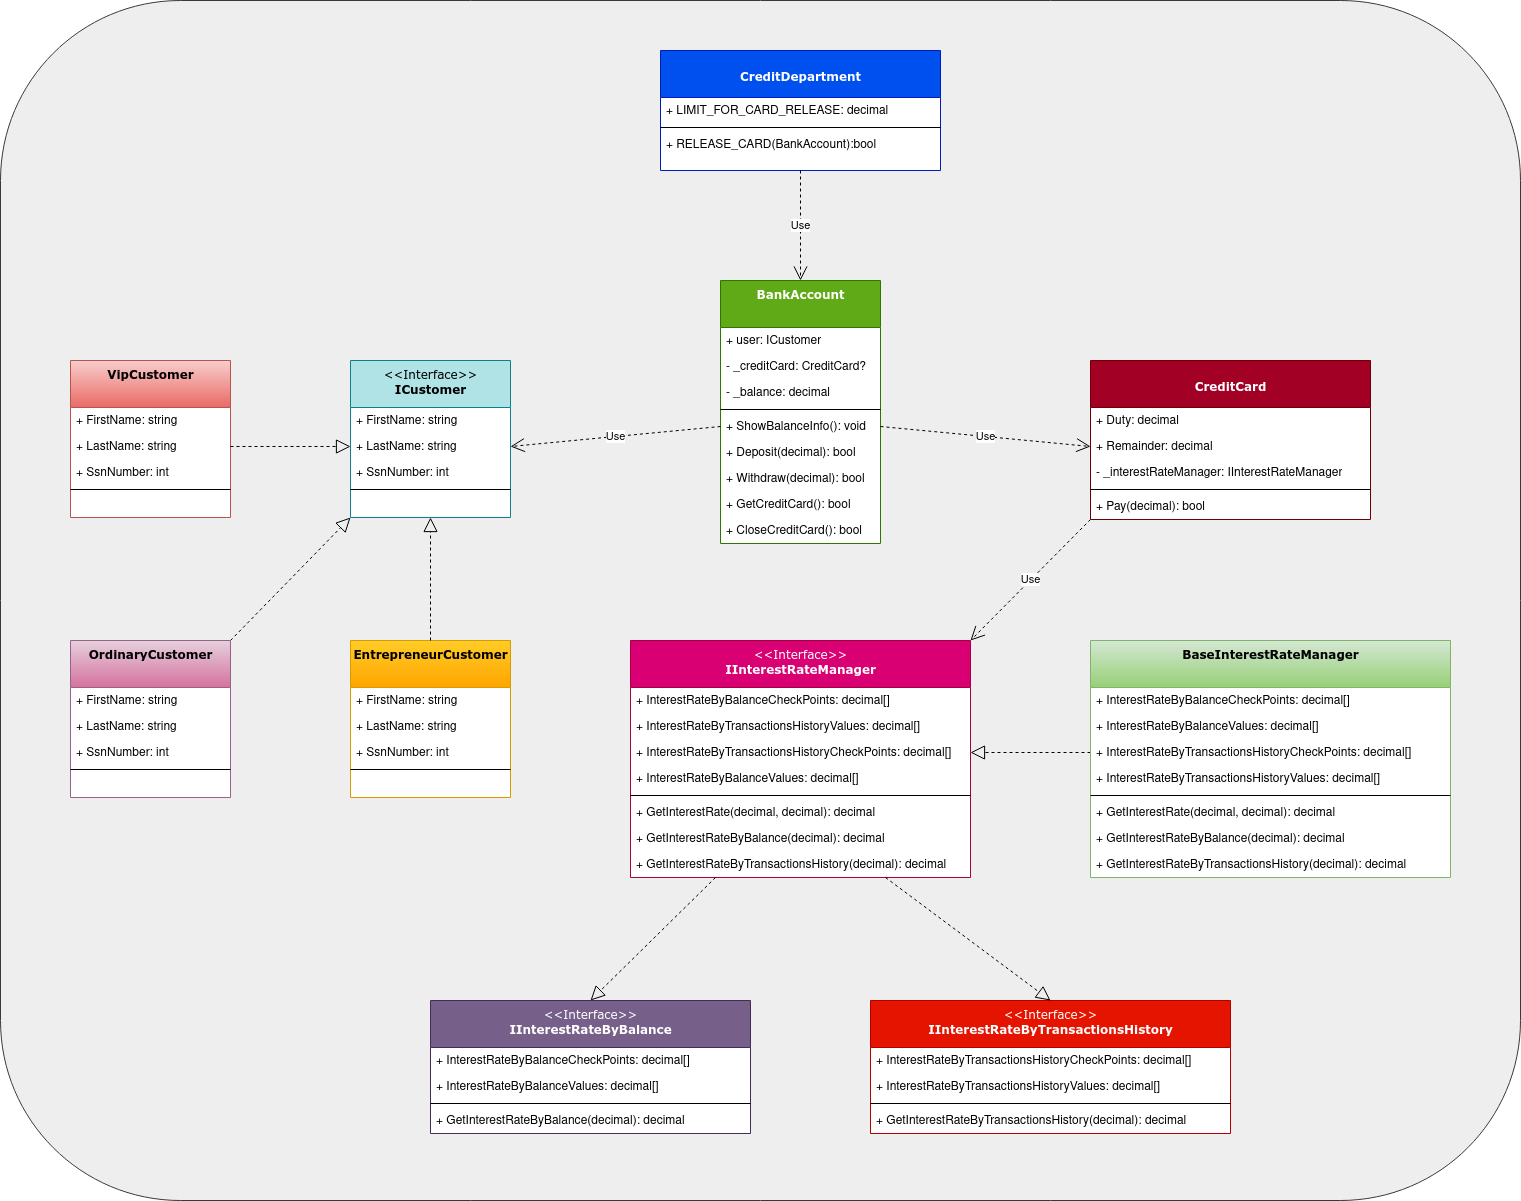 CreditDepartment
+ LIMIT_FOR_CARD_RELEASE: decimal
+ RELEASE_CARD(BankAccount):bool
Use
BankAccount
+ user: ICustomer
- _creditCard: CreditCard?
- _balance: decimal
+ ShowBalanceInfo(): void
+ Deposit(decimal): bool
+ Withdraw(decimal): bool
+ GetCreditCard(): bool
+ CloseCreditCard(): bool
VipCustomer
+ FirstName: string
+ LastName: string
+ SsnNumber: int
<<Interface>>
ICustomer
+ FirstName: string
+ LastName: string
+ SsnNumber: int
Use
Use
CreditCard
+ Duty: decimal
+ Remainder: decimal
- _interestRateManager: IInterestRateManager
+ Pay(decimal): bool
Use
OrdinaryCustomer
+ FirstName: string
+ LastName: string
+ SsnNumber: int
EntrepreneurCustomer
+ FirstName: string
+ LastName: string
+ SsnNumber: int
<<Interface>>
IInterestRateManager
+ InterestRateByBalanceCheckPoints: decimal[]
+ InterestRateByTransactionsHistoryValues: decimal[]
+ InterestRateByTransactionsHistoryCheckPoints: decimal[]
+ InterestRateByBalanceValues: decimal[]
+ GetInterestRate(decimal, decimal): decimal
+ GetInterestRateByBalance(decimal): decimal
+ GetInterestRateByTransactionsHistory(decimal): decimal
BaseInterestRateManager
+ InterestRateByBalanceCheckPoints: decimal[]
+ InterestRateByBalanceValues: decimal[]
+ InterestRateByTransactionsHistoryCheckPoints: decimal[]
+ InterestRateByTransactionsHistoryValues: decimal[]
+ GetInterestRate(decimal, decimal): decimal
+ GetInterestRateByBalance(decimal): decimal
+ GetInterestRateByTransactionsHistory(decimal): decimal
<<Interface>>
IInterestRateByBalance
+ InterestRateByBalanceCheckPoints: decimal[]
+ InterestRateByBalanceValues: decimal[]
+ GetInterestRateByBalance(decimal): decimal
<<Interface>>
IInterestRateByTransactionsHistory
+ InterestRateByTransactionsHistoryCheckPoints: decimal[]
+ InterestRateByTransactionsHistoryValues: decimal[]
+ GetInterestRateByTransactionsHistory(decimal): decimal